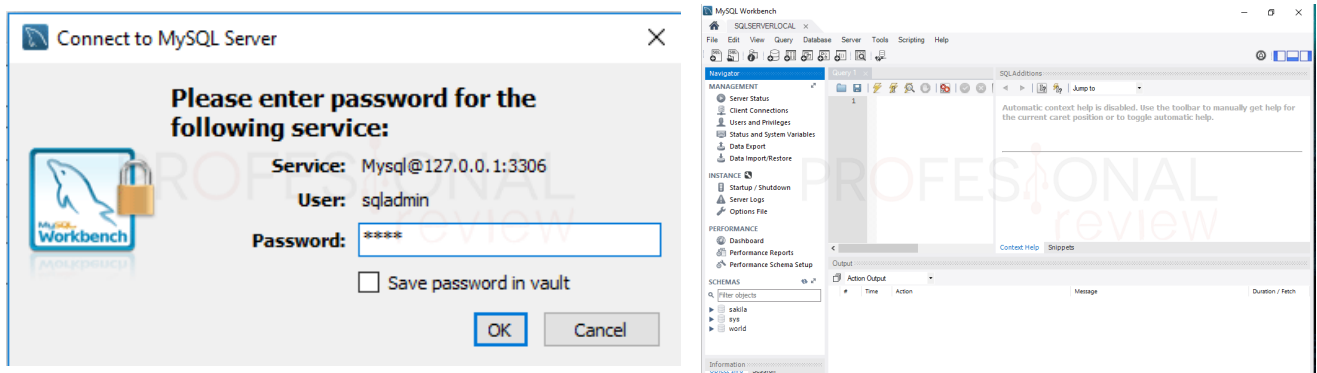 Connect to MySQL Server
Please enter password for the
following service:
Service: Mysql@127.0.0.1:3306
User: sqladmin
Password: ****
MySQL
Workbench
Save password in vault
OK Cancel
PROFESIONAL
review
MySQL Workbench
SQLSERVERLOCAL ×
File Edit View Query Database Server Tools Scripting Help
Navigator
MANAGEMENT
Server Status
Client Connections
Users and Privileges
Status and System Variables
Data Export
Data Import/Restore
INSTANCE
Startup / Shutdown
Server Logs
Options File
PERFORMANCE
Dashboard
Performance Reports
Performance Schema Setup
SCHEMAS
Filter objects
sakila
sys
world
Information
Query 1
1
SQLAdditions
Jump to
Automatic context help is disabled. Use the toolbar to manually get help for
the current caret position or to toggle automatic help.
Context Help Snippets
Output
Action Output
# Time Action Message Duration / Fetch
PROFESIONAL
review